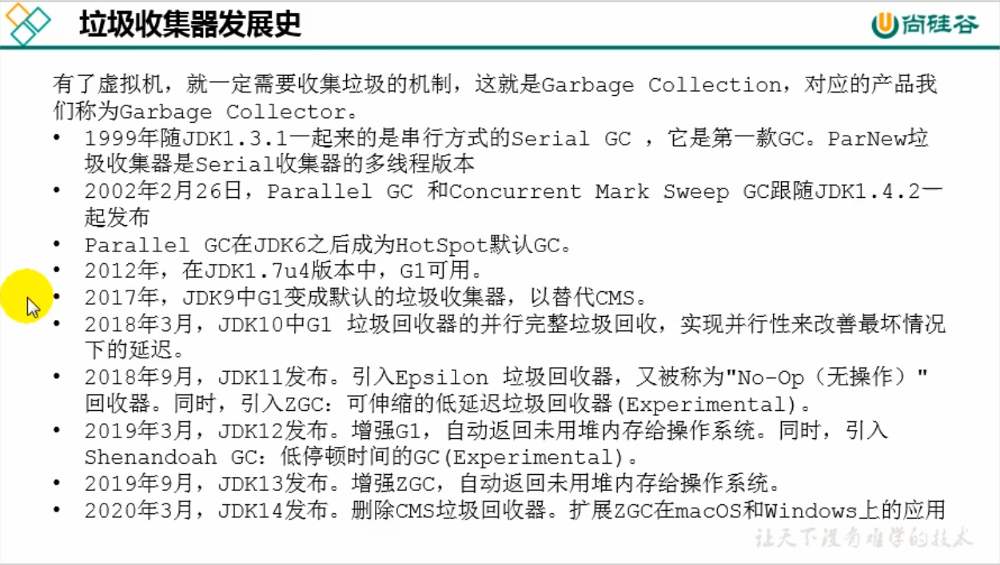 垃圾收集器发展史
尚硅谷
有了虚拟机，就一定需要收集垃圾的机制，这就是Garbage Collection，对应的产品我
们称为Garbage Collector。
• 1999年随JDK1.3.1一起来的是串行方式的Serial GC ，它是第一款GC。ParNew垃
圾收集器是Serial收集器的多线程版本
• 2002年2月26日，Parallel GC 和Concurrent Mark Sweep GC跟随JDK1.4.2一
起发布
• Parallel GC在JDK6之后成为HotSpot默认GC。
• 2012年，在JDK1.7u4版本中，G1可用。
• 2017年，JDK9中G1变成默认的垃圾收集器，以替代CMS。
• 2018年3月，JDK10中G1 垃圾回收器的并行完整垃圾回收，实现并行性来改善最坏情况
下的延迟。
• 2018年9月，JDK11发布。引入Epsilon 垃圾回收器，又被称为"No-Op（无操作）"
回收器。同时，引入ZGC：可伸缩的低延迟垃圾回收器(Experimental)。
• 2019年3月，JDK12发布。增强G1，自动返回未用堆内存给操作系统。同时，引入
Shenandoah GC：低停顿时间的GC(Experimental)。
• 2019年9月，JDK13发布。增强ZGC，自动返回未用堆内存给操作系统。
• 2020年3月，JDK14发布。删除CMS垃圾回收器。扩展ZGC在macOS和Windows上的应用
让天下没有难学的技术